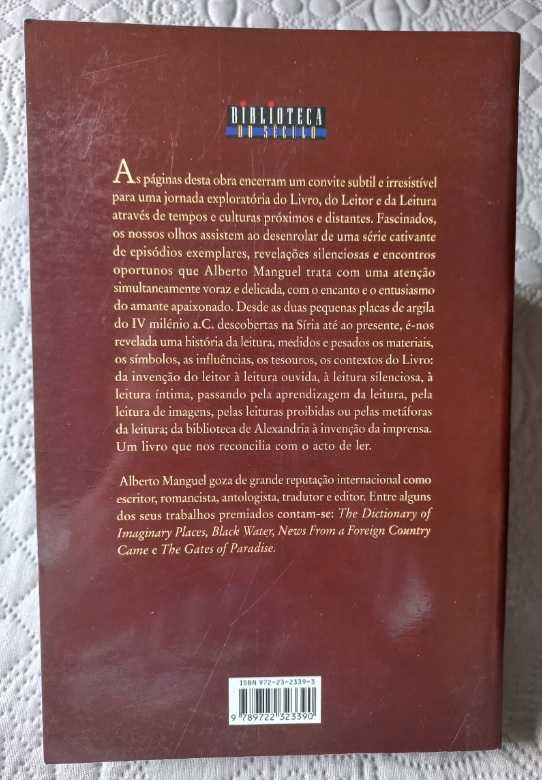 BIBLIOTECA
DO SÉCULO
As páginas desta obra encerram um convite subtil e irresistível
para uma jornada exploratória do Livro, do Leitor e da Leitura
através de tempos e culturas próximos e distantes. Fascinados,
os nossos olhos assistem ao desenrolar de uma série cativante
de episódios exemplares, revelações silenciosas e encontros
oportunos que Alberto Manguel trata com uma atenção
simultaneamente voraz e delicada, com o encanto e o entusiasmo
do amante apaixonado. Desde as duas pequenas placas de argila
do IV milénio a.C. descobertas na Síria até ao presente, é-nos
revelada uma história da leitura, medidos e pesados os materiais,
os símbolos, as influências, os tesouros, os contextos do Livro:
da invenção do leitor à leitura ouvida, à leitura silenciosa, à
leitura íntima, passando pela aprendizagem da leitura, pela
leitura de imagens, pelas leituras proibidas ou pelas metáforas
da leitura; da biblioteca de Alexandria à invenção da imprensa.
Um livro que nos reconcilia com o acto de ler.
Alberto Manguel goza de grande reputação internacional como
escritor, romancista, antologista, tradutor e editor. Entre alguns
dos seus trabalhos premiados contam-se: The Dictionary of
Imaginary Places, Black Water, News From a Foreign Country
Came e The Gates of Paradise.
ISBN 972-23-2339-3
9 789722 323390